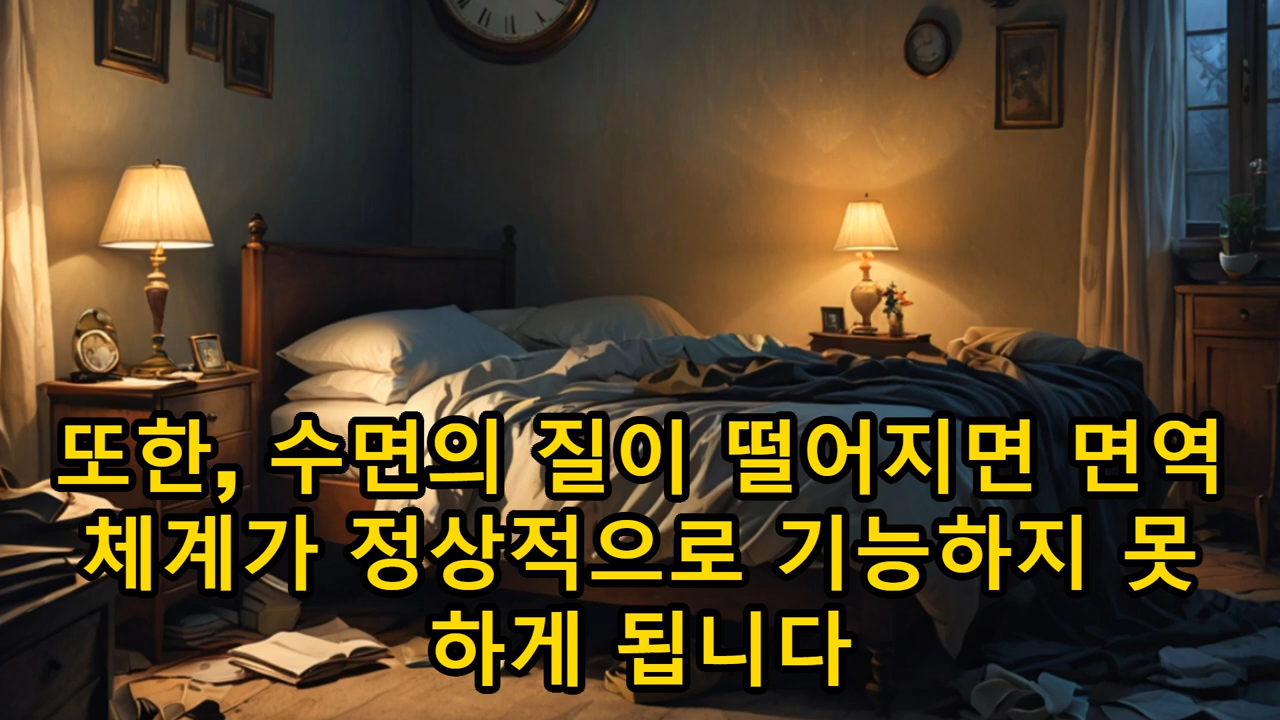 또한, 수면의 질이 떨어지면 면역
체계가 정상적으로 기능하지 못
하게 됩니다